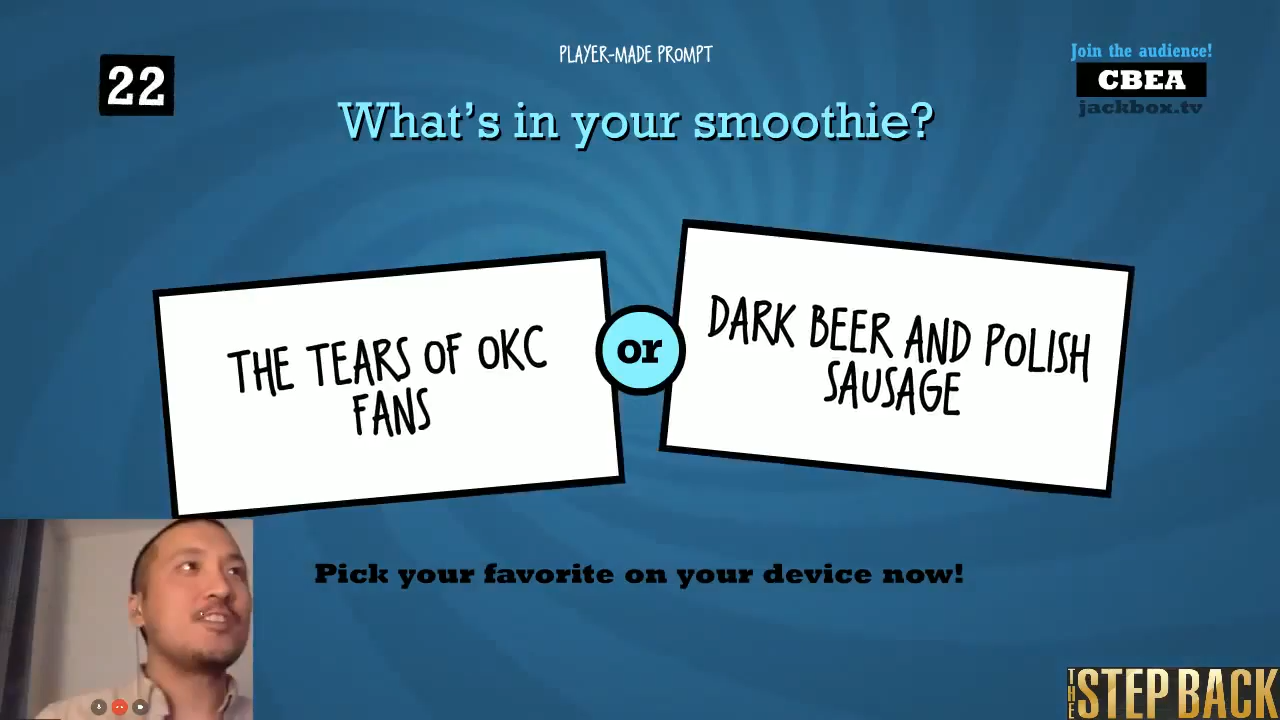 PLAYER-MADE PROMPT
22
What's in your smoothie?
Join the audience!
CBEA
jackbox.tv
THE TEARS OF OKC
FANS
or
DARK BEER AND POLISH
SAUSAGE
Pick your favorite on your device now!
THE STEP BACK